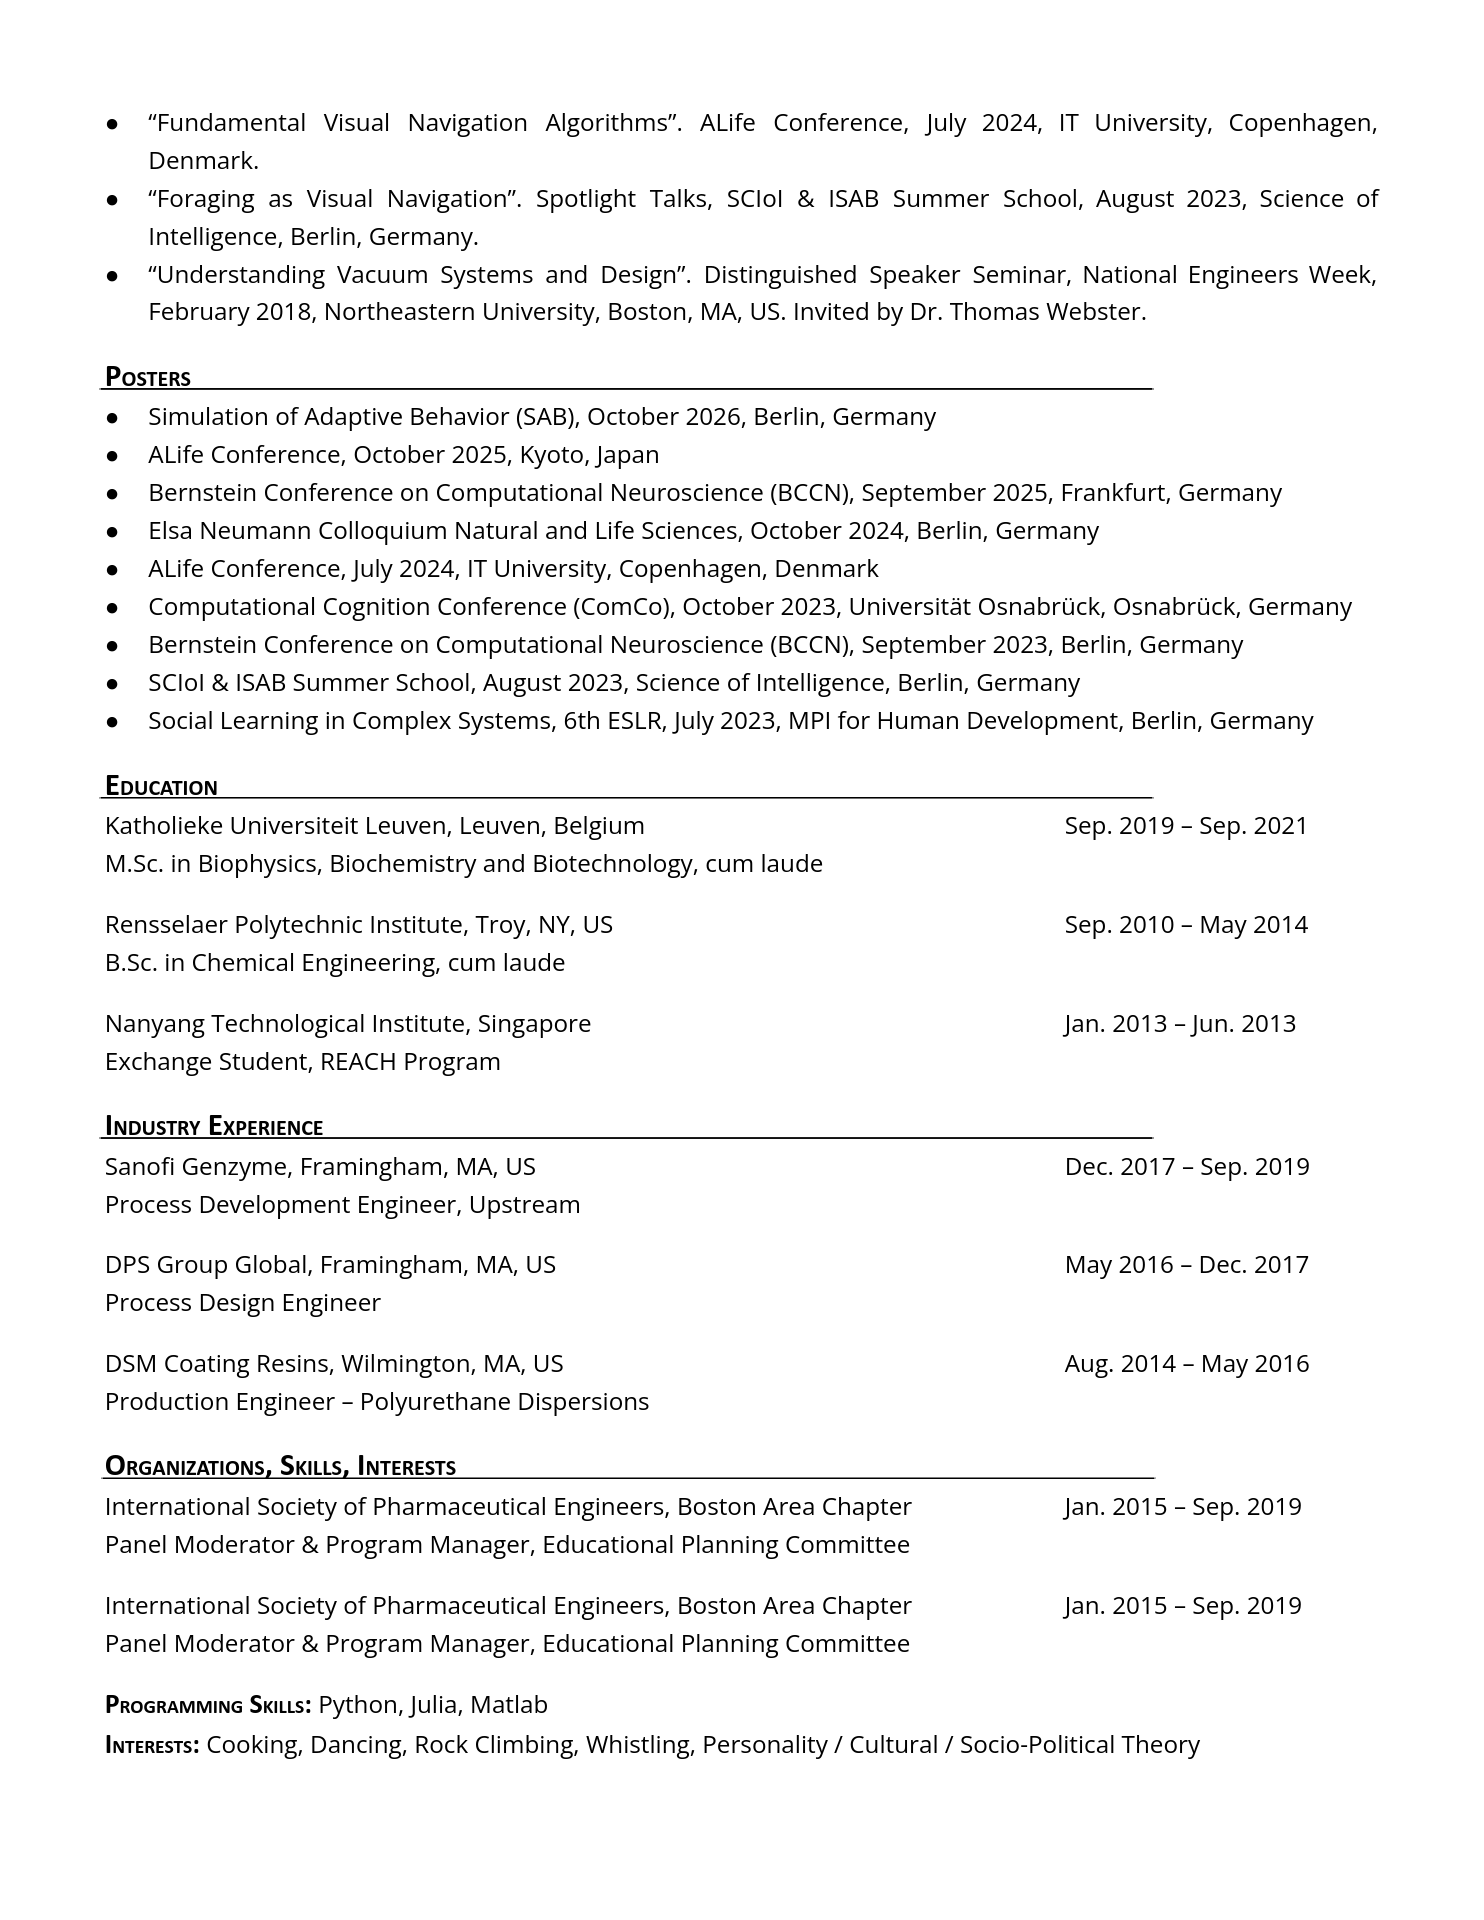 ● “Fundamental Visual Navigation Algorithms”. ALife Conference, July 2024, IT University, Copenhagen,
Denmark.
● “Foraging as Visual Navigation”. Spotlight Talks, SCIoI & ISAB Summer School, August 2023, Science of
Intelligence, Berlin, Germany.
● “Understanding Vacuum Systems and Design”. Distinguished Speaker Seminar, National Engineers Week,
February 2018, Northeastern University, Boston, MA, US. Invited by Dr. Thomas Webster.
Posters
● Simulation of Adaptive Behavior (SAB), October 2026, Berlin, Germany
● ALife Conference, October 2025, Kyoto, Japan
● Bernstein Conference on Computational Neuroscience (BCCN), September 2025, Frankfurt, Germany
● Elsa Neumann Colloquium Natural and Life Sciences, October 2024, Berlin, Germany
● ALife Conference, July 2024, IT University, Copenhagen, Denmark
● Computational Cognition Conference (ComCo), October 2023, Universität Osnabrück, Osnabrück, Germany
● Bernstein Conference on Computational Neuroscience (BCCN), September 2023, Berlin, Germany
● SCIoI & ISAB Summer School, August 2023, Science of Intelligence, Berlin, Germany
● Social Learning in Complex Systems, 6th ESLR, July 2023, MPI for Human Development, Berlin, Germany
Education
Katholieke Universiteit Leuven, Leuven, Belgium Sep. 2019 – Sep. 2021
M.Sc. in Biophysics, Biochemistry and Biotechnology, cum laude
Rensselaer Polytechnic Institute, Troy, NY, US Sep. 2010 – May 2014
B.Sc. in Chemical Engineering, cum laude
Nanyang Technological Institute, Singapore Jan. 2013 – Jun. 2013
Exchange Student, REACH Program
Industry Experience
Sanofi Genzyme, Framingham, MA, US Dec. 2017 – Sep. 2019
Process Development Engineer, Upstream
DPS Group Global, Framingham, MA, US May 2016 – Dec. 2017
Process Design Engineer
DSM Coating Resins, Wilmington, MA, US Aug. 2014 – May 2016
Production Engineer – Polyurethane Dispersions
Organizations, Skills, Interests
International Society of Pharmaceutical Engineers, Boston Area Chapter Jan. 2015 – Sep. 2019
Panel Moderator & Program Manager, Educational Planning Committee
International Society of Pharmaceutical Engineers, Boston Area Chapter Jan. 2015 – Sep. 2019
Panel Moderator & Program Manager, Educational Planning Committee
Programming Skills: Python, Julia, Matlab
Interests: Cooking, Dancing, Rock Climbing, Whistling, Personality / Cultural / Socio-Political Theory